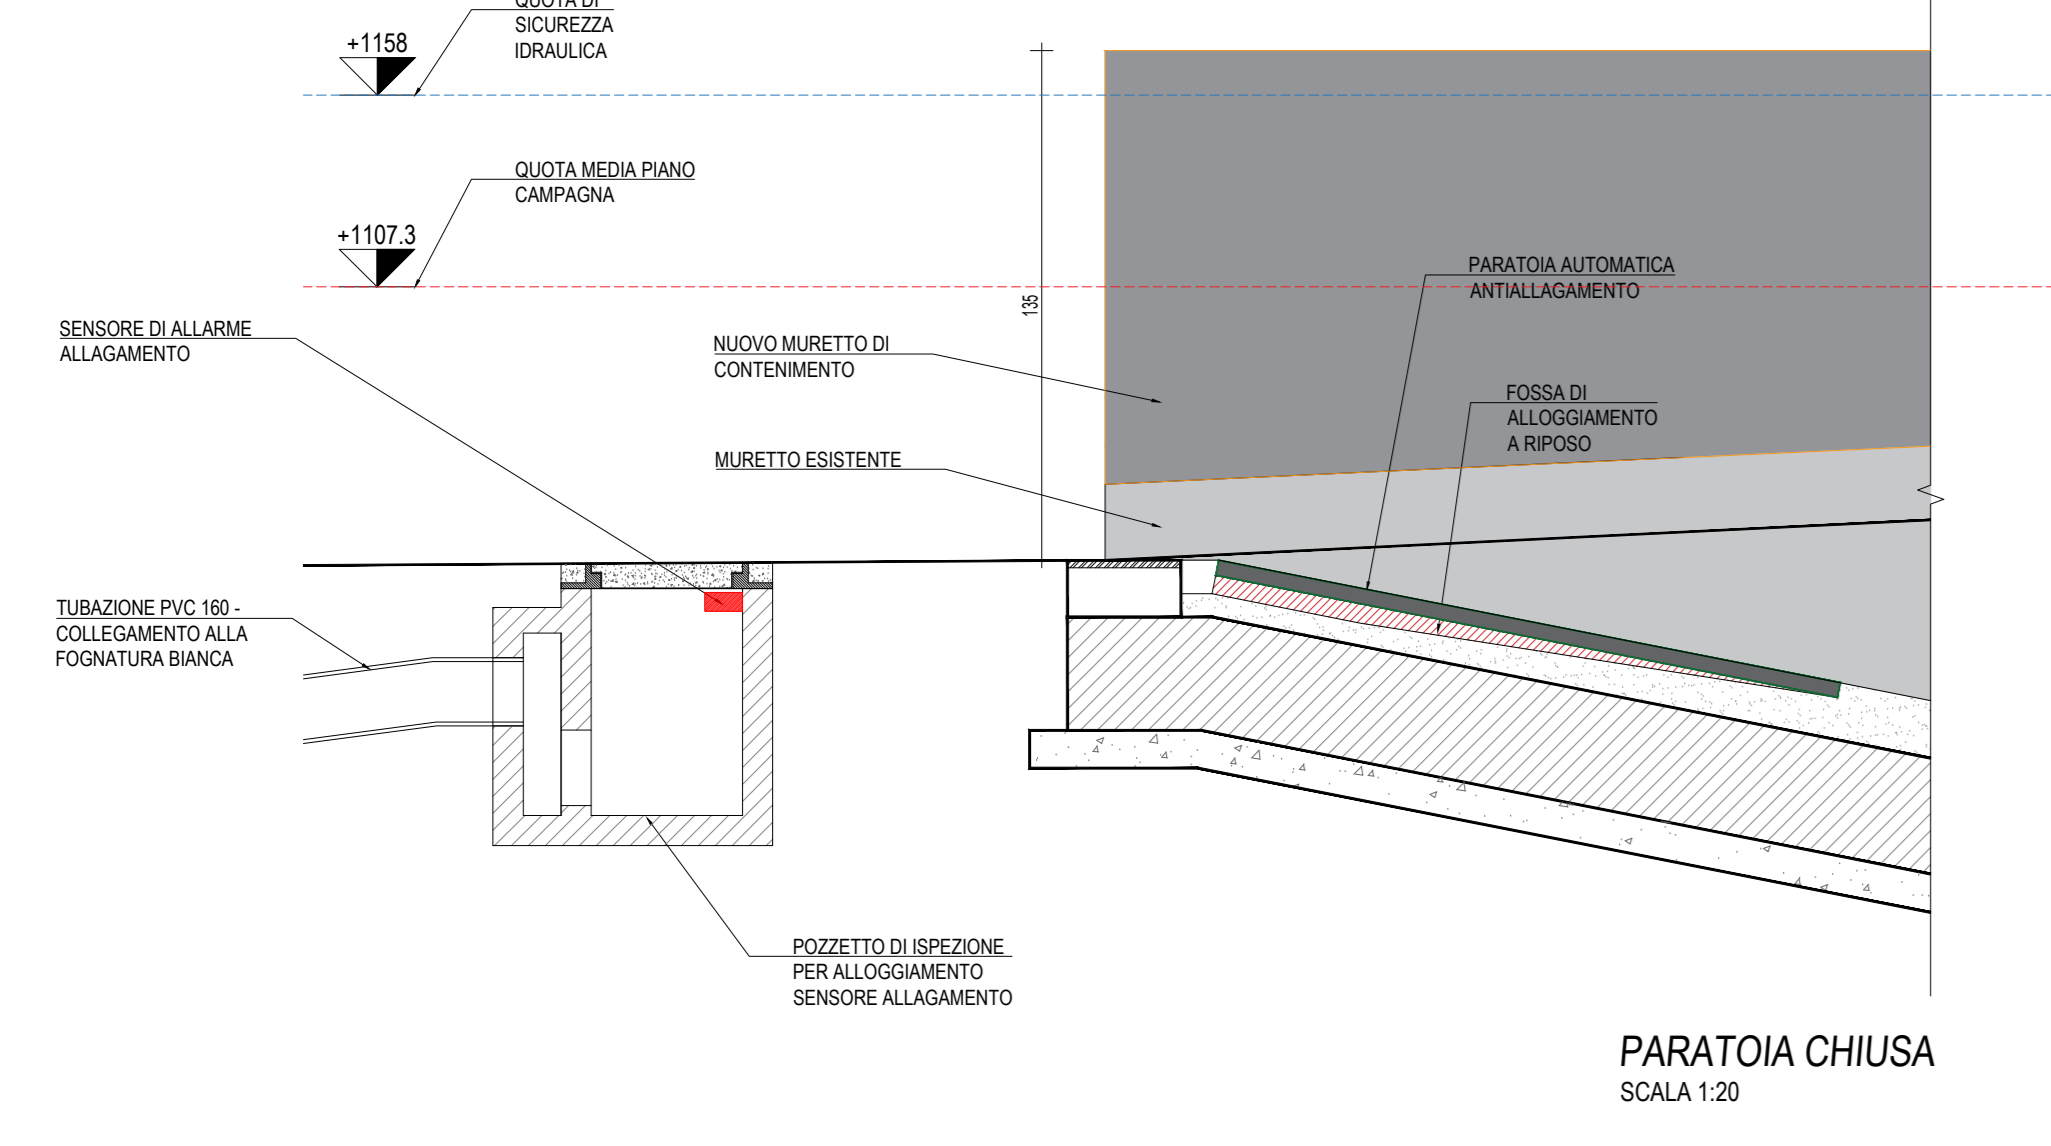 QUOTA DI
SICUREZZA
IDRAULICA
+1158
QUOTA MEDIA PIANO
CAMPAGNA
+1107.3
PARATOIA AUTOMATICA
ANTIALLAGAMENTO
135
SENSORE DI ALLARME
ALLAGAMENTO
NUOVO MURETTO DI
CONTENIMENTO
FOSSA DI
ALLOGGIAMENTO
A RIPOSO
MURETTO ESISTENTE
TUBAZIONE PVC 160 -
COLLEGAMENTO ALLA
FOGNATURA BIANCA
POZZETTO DI ISPEZIONE
PER ALLOGGIAMENTO
SENSORE ALLAGAMENTO
PARATOIA CHIUSA
SCALA 1:20